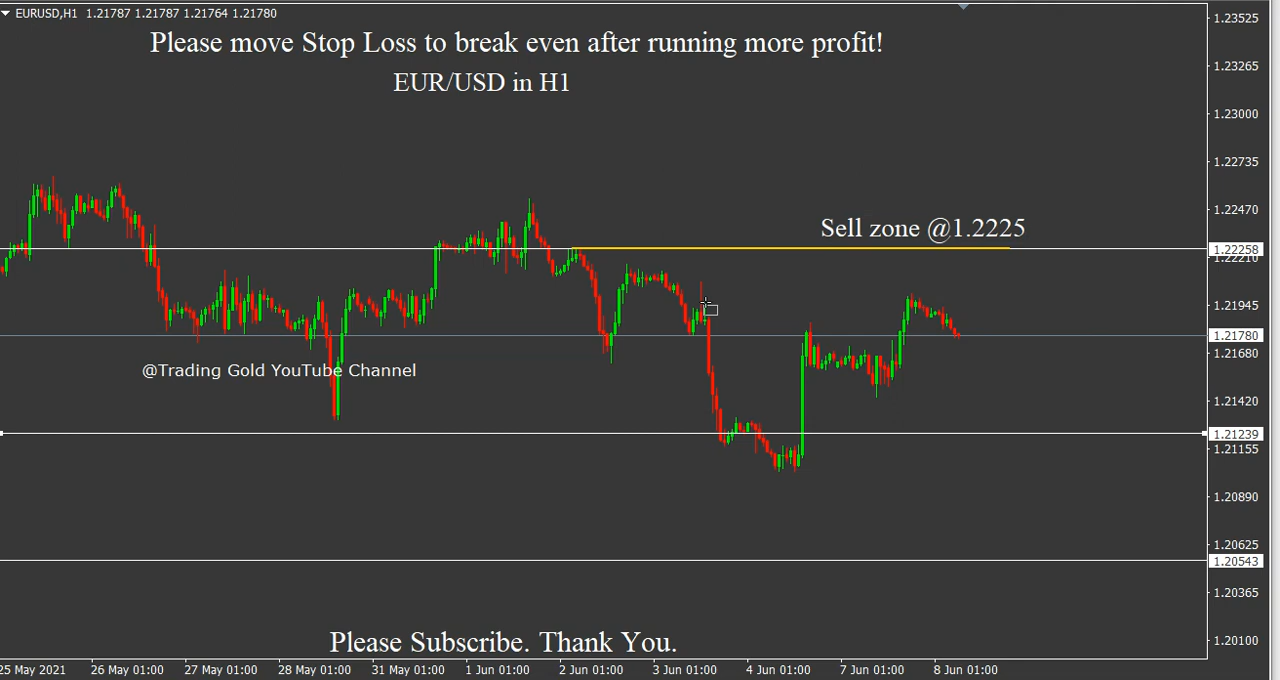 EURUSD,H1 1.21787 1.21787 1.21764 1.21780
Please move Stop Loss to break even after running more profit!
EUR/USD in H1
Sell zone @1.2225
@Trading Gold YouTube Channel
Please Subscribe. Thank You.
1.23525
1.23265
1.23000
1.22735
1.22470
1.22258
1.22210
1.21945
1.21780
1.21680
1.21420
1.21239
1.21155
1.20890
1.20625
1.20543
1.20365
1.20100
25 May 2021 26 May 01:00 27 May 01:00 28 May 01:00 31 May 01:00 1 Jun 01:00 2 Jun 01:00 3 Jun 01:00 4 Jun 01:00 7 Jun 01:00 8 Jun 01:00